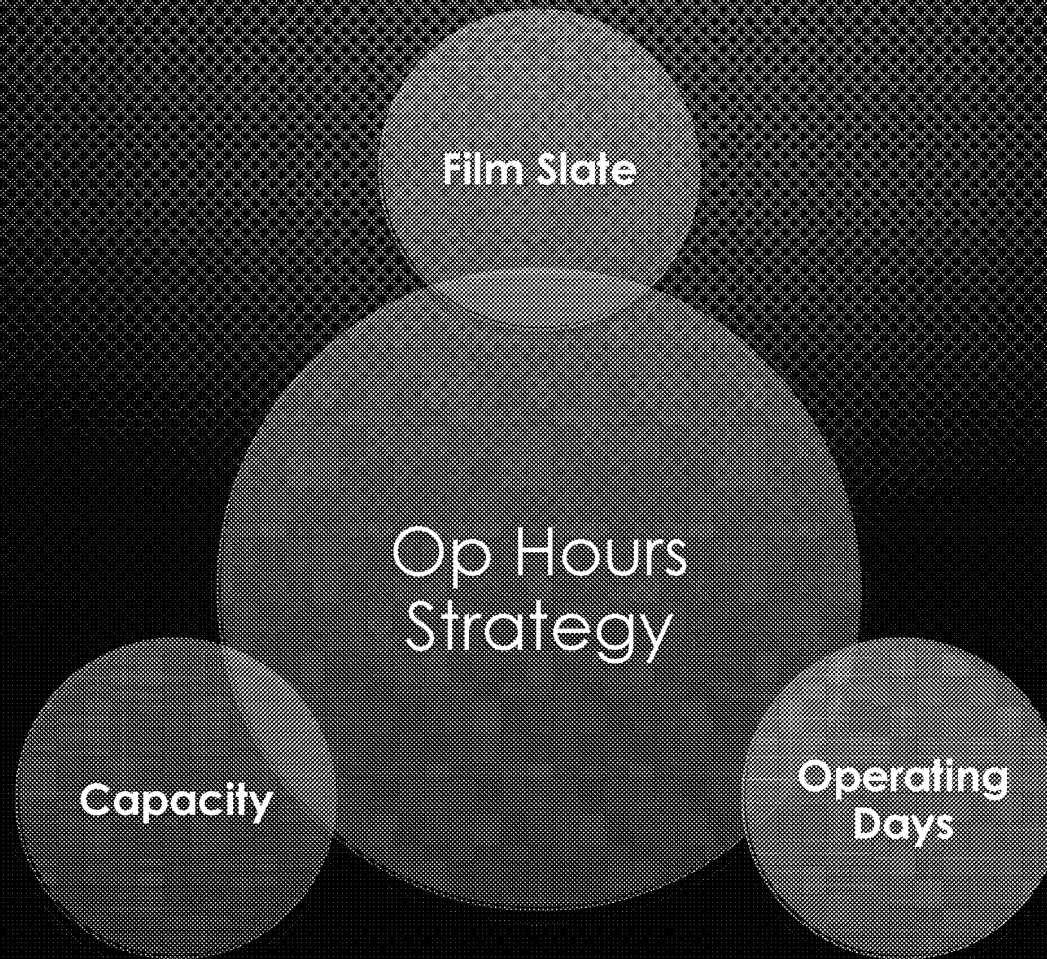 Film Slate
Op Hours
Strategy
Capacity
Operating
Days